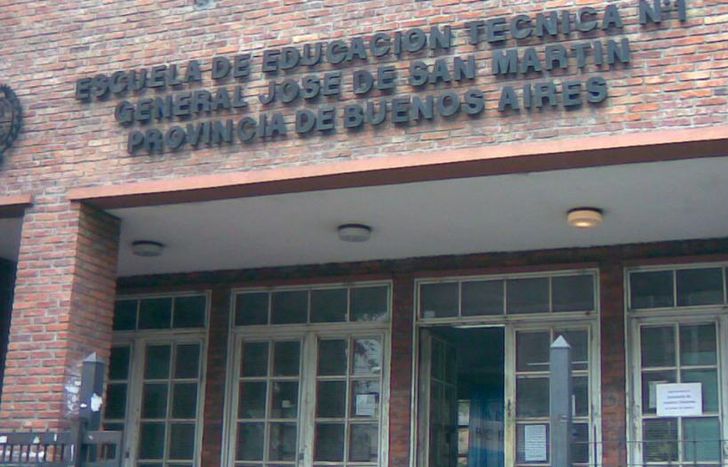 ESCUELA DE EDUCACION TECNICA Nº1
GENERAL JOSE DE SAN MARTIN
PROVINCIA DE BUENOS AIRES